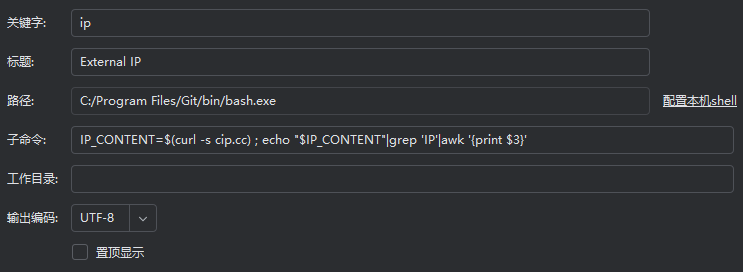 关键字: ip
标题: External IP
路径: C:/Program Files/Git/bin/bash.exe 配置本机shell
子命令: IP_CONTENT=$(curl -s cip.cc) ; echo "$IP_CONTENT"|grep 'IP'|awk '{print $3}'
工作目录:
输出编码: UTF-8
置顶显示